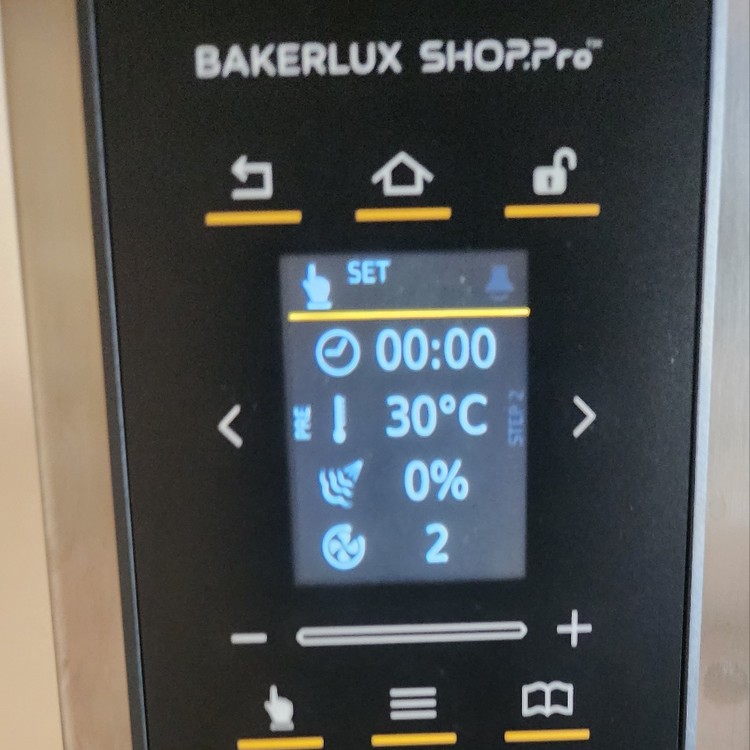 BAKERLUX SHOP.Pro™
SET
00:00
PRE 30°C STEP 2
0%
2